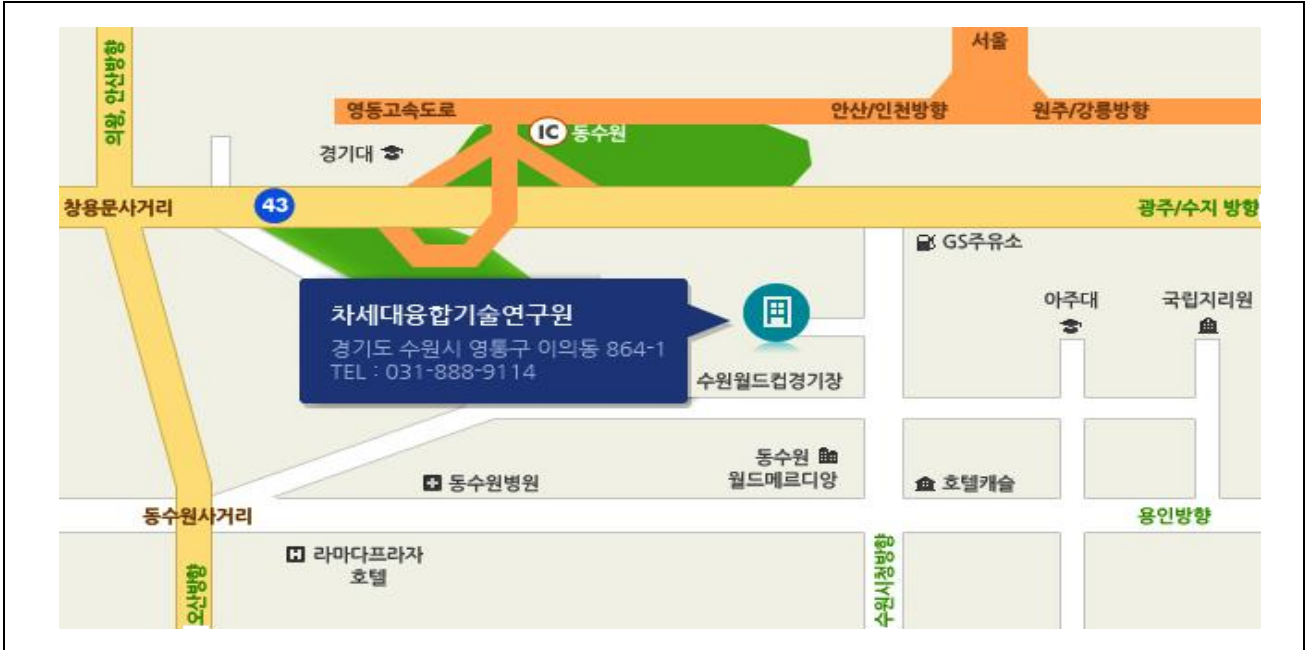 서울
의왕, 안산방향
영동고속도로
안산/인천방향
원주/강릉방향
IC 동수원
경기대
창용문사거리
43
광주/수지 방향
GS주유소
차세대융합기술연구원
경기도 수원시 영통구 이의동 864-1
TEL : 031-888-9114
아주대
국립지리원
수원월드컵경기장
동수원
월드메르디앙
동수원병원
호텔캐슬
동수원사거리
용인방향
H 라마다프라자
호텔
오산방향
수원시청방향